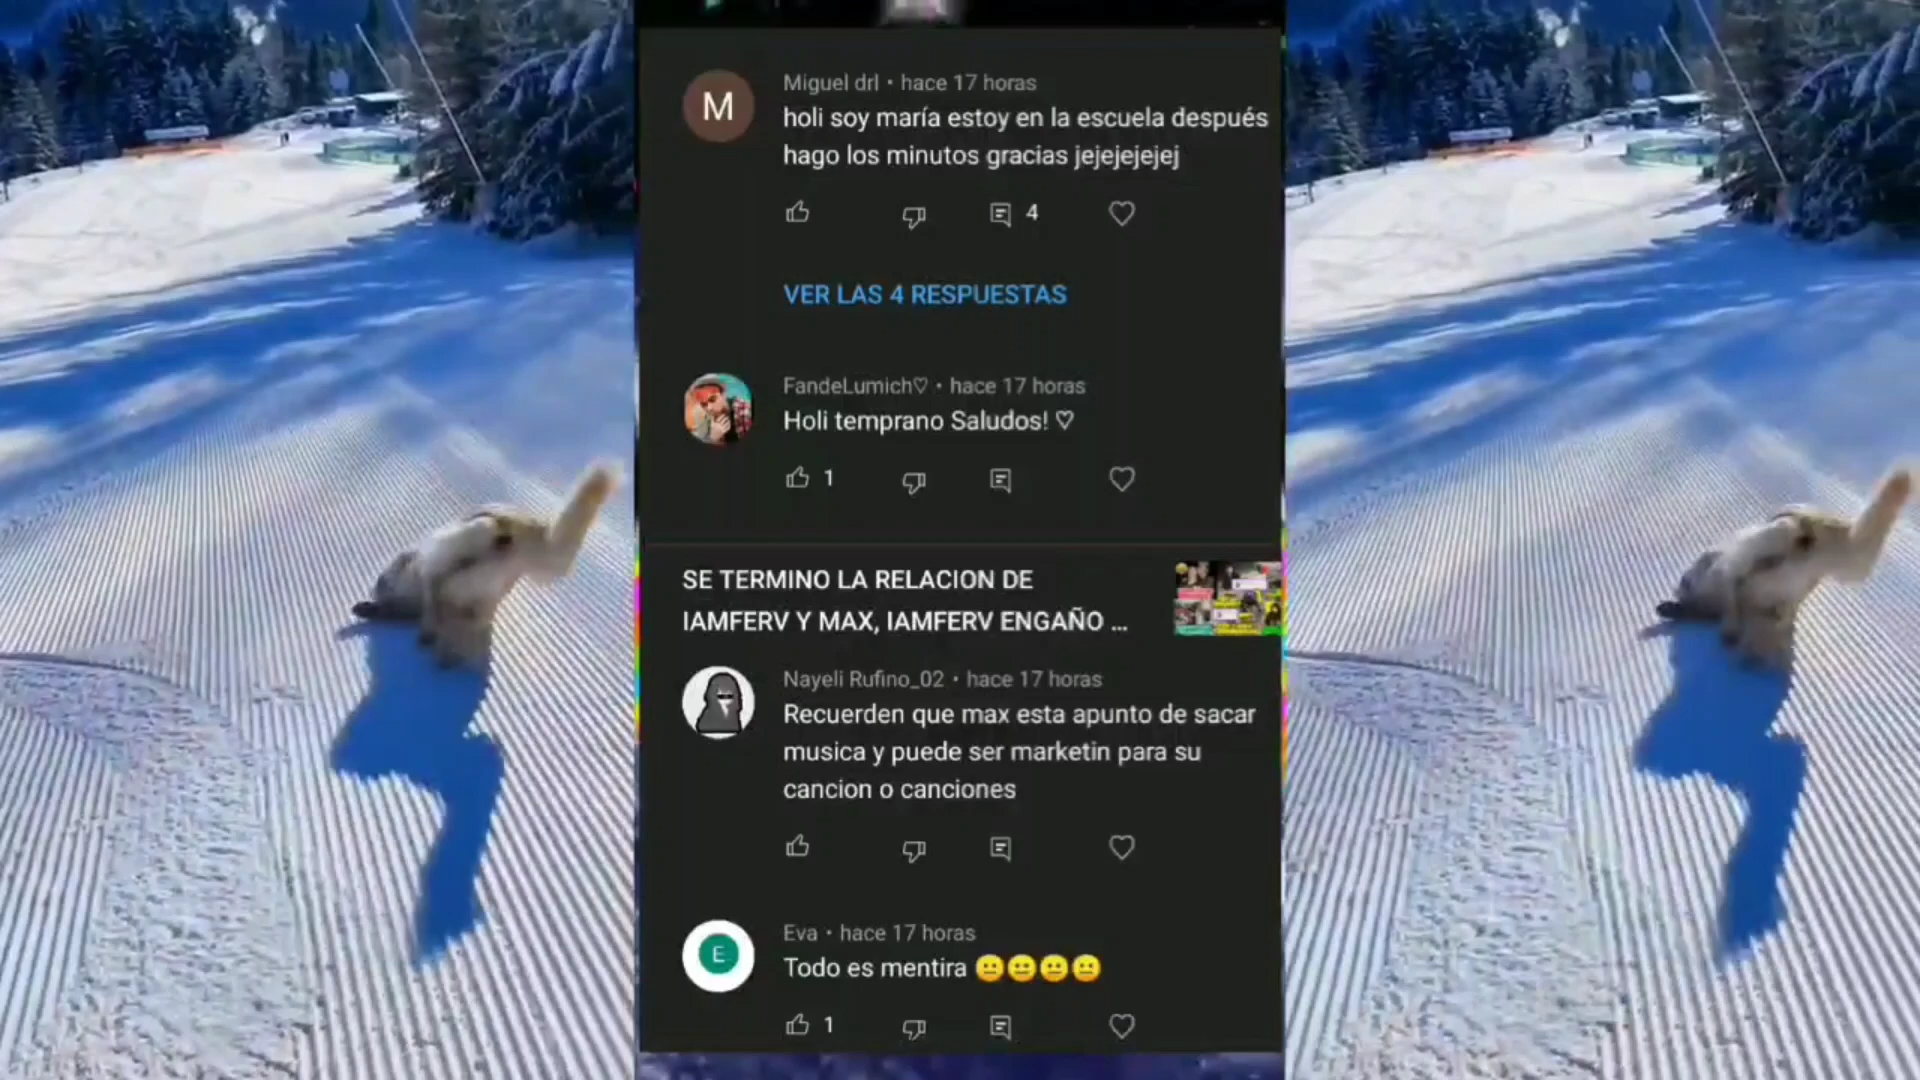 M
Miguel drl • hace 17 horas
holi soy maría estoy en la escuela después
hago los minutos gracias jejejejejej
4
VER LAS 4 RESPUESTAS
FandeLumich♡ • hace 17 horas
Holi temprano Saludos! ♡
1
SE TERMINO LA RELACION DE
IAMFERV Y MAX, IAMFERV ENGAÑO ...
Nayeli Rufino_02 • hace 17 horas
Recuerden que max esta apunto de sacar
musica y puede ser marketin para su
cancion o canciones
E
Eva • hace 17 horas
Todo es mentira 😐😐😐😐
1